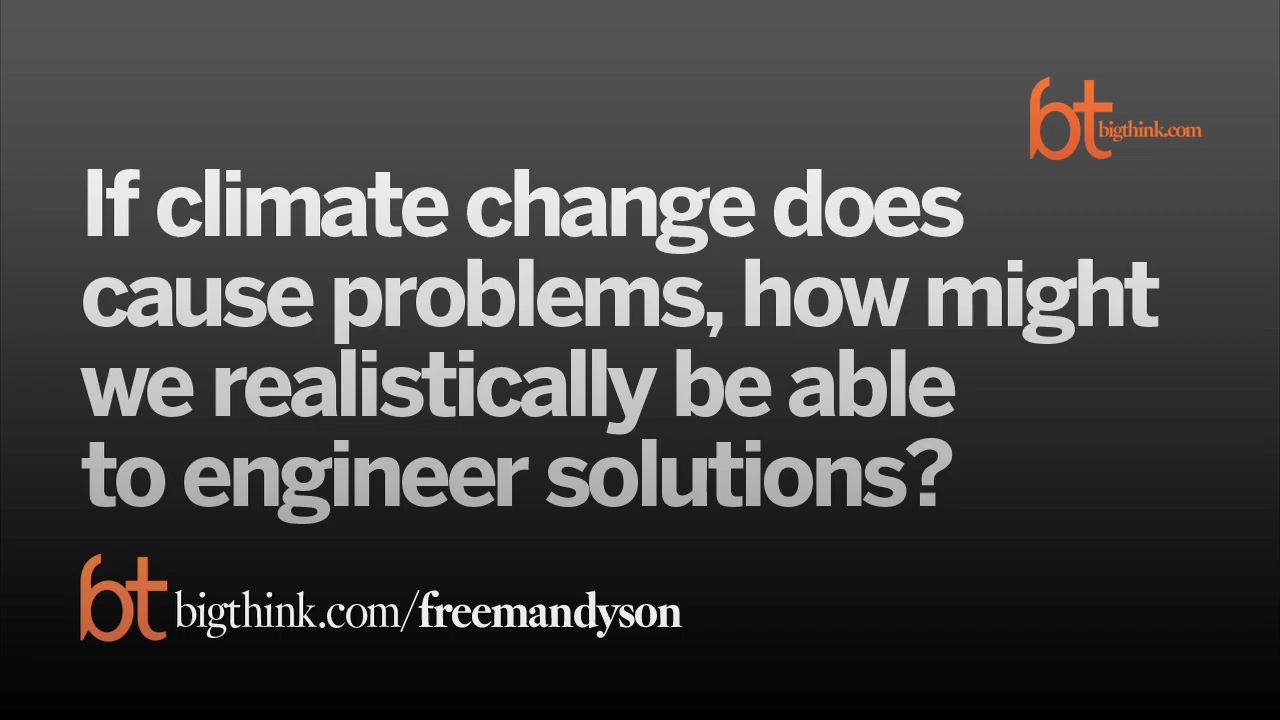 bt bigthink.com
If climate change does
cause problems, how might
we realistically be able
to engineer solutions?
bt bigthink.com/freemandyson